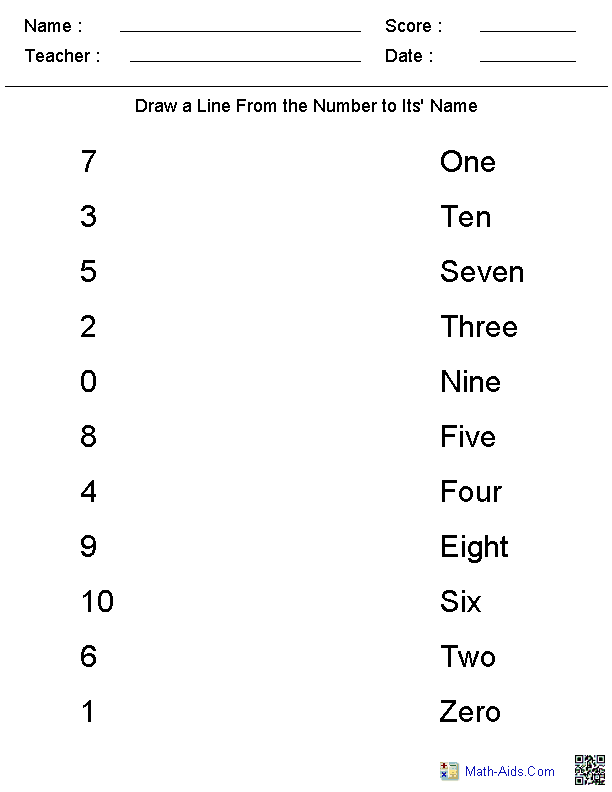 Name : Score :
Teacher : Date :
Draw a Line From the Number to Its' Name
7 One
3 Ten
5 Seven
2 Three
0 Nine
8 Five
4 Four
9 Eight
10 Six
6 Two
1 Zero
Math-Aids.Com